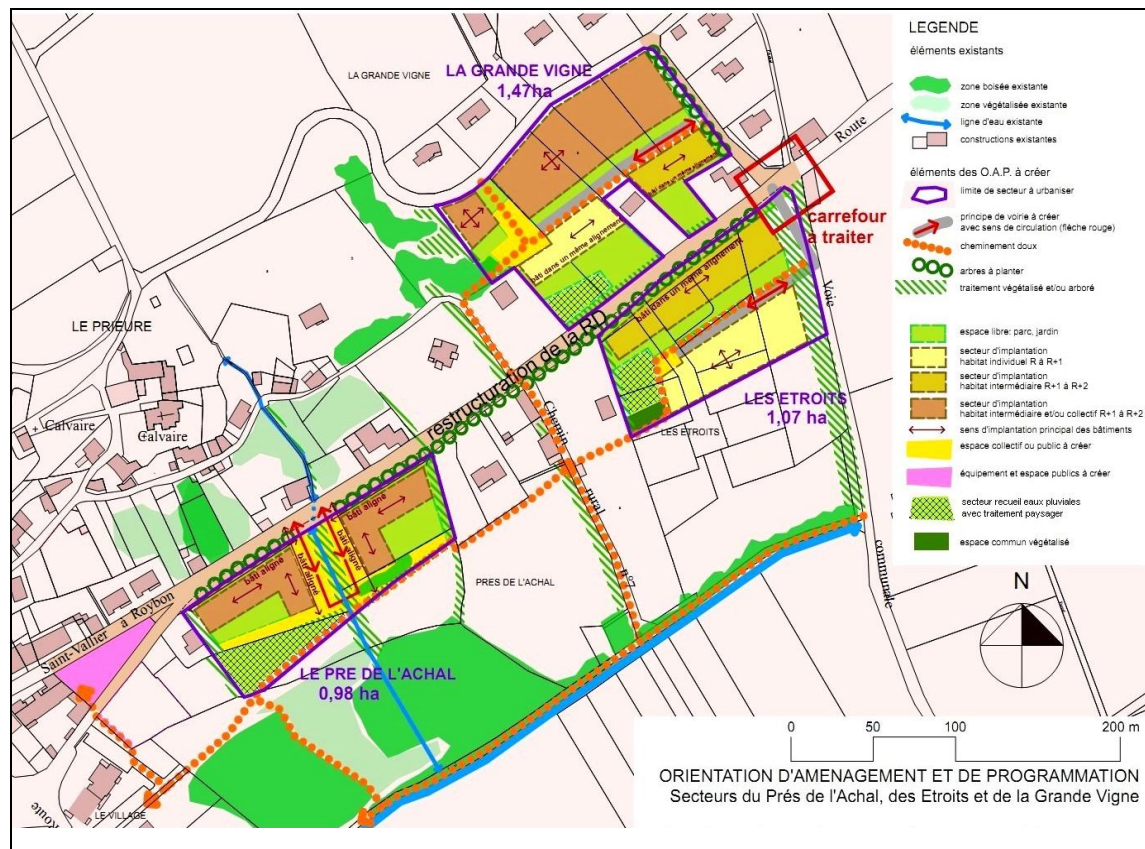 LEGENDE
éléments existants
zone boisée existante
zone végétalisée existante
ligne d'eau existante
constructions existantes
éléments des O.A.P. à créer
limite de secteur à urbaniser
principe de voirie à créer
avec sens de circulation (flèche rouge)
cheminement doux
arbres à planter
traitement végétalisé et/ou arboré
espace libre: parc, jardin
secteur d'implantation
habitat individuel R à R+1
secteur d'implantation
habitat intermédiaire R+1 à R+2
secteur d'implantation
habitat intermédiaire et/ou collectif R+1 à R+2
sens d'implantation principal des bâtiments
espace collectif ou public à créer
équipement et espace publics à créer
secteur recueil eaux pluviales
avec traitement paysager
espace commun végétalisé
N
0 50 100 200 m
ORIENTATION D'AMENAGEMENT ET DE PROGRAMMATION
Secteurs du Prés de l'Achal, des Etroits et de la Grande Vigne
LA GRANDE VIGNE
LA GRANDE VIGNE
1,47ha
Route
carrefour
à traiter
bâti dans un même alignement
bâti dans un même alignement
bâti dans un même alignement
Voie
communale
LE PRIEURE
Calvaire
Calvaire
restructuration de la RD
Chemin
rural
LES ETROITS
1,07 ha
LES ETROITS
bâti aligné
bâti aligné
bâti aligné
bâti aligné
PRES DE L'ACHAL
Saint-Vallier à Roybon
LE PRE DE L'ACHAL
0,98 ha
LE VILLAGE
Route